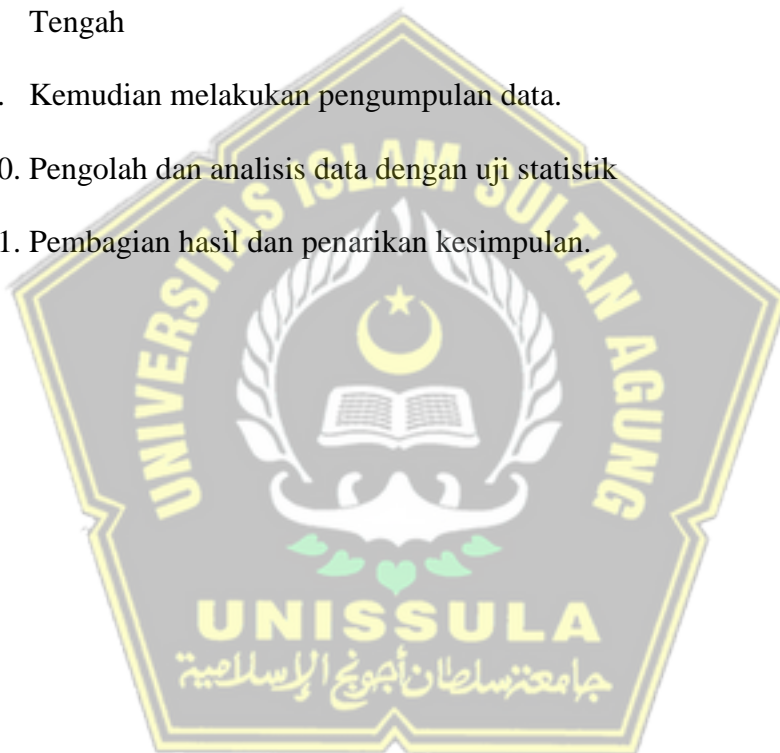 Tengah
. Kemudian melakukan pengumpulan data.
0. Pengolah dan analisis data dengan uji statistik
1. Pembagian hasil dan penarikan kesimpulan.
UNIVERSITAS ISLAM SULTAN AGUNG
UNISSULA
جامعة سلطان أجونج الإسلامية